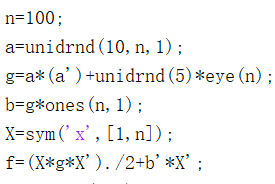 n=100;
a=unidrnd(10,n,1);
g=a*(a')+unidrnd(5)*eye(n);
b=g*ones(n,1);
X=sym('x',[1,n]);
f=(X*g*X')./2+b'*X';